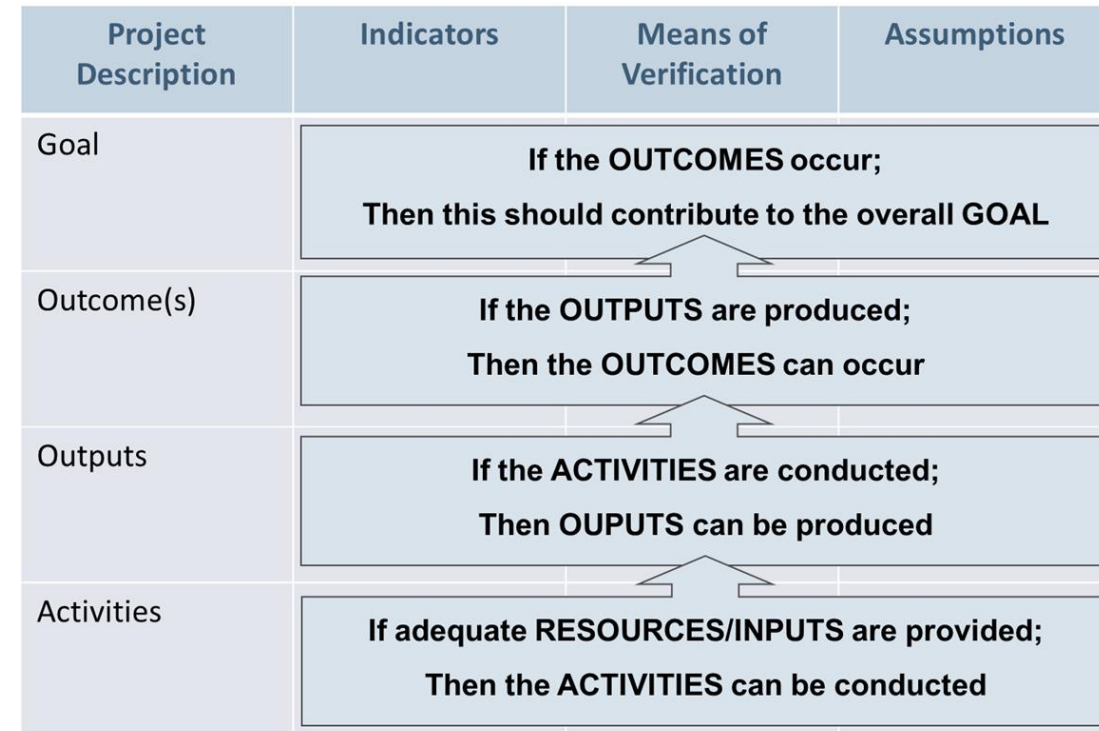 Project
Description
Indicators
Means of
Verification
Assumptions
Goal
If the OUTCOMES occur;
Then this should contribute to the overall GOAL
Outcome(s)
If the OUTPUTS are produced;
Then the OUTCOMES can occur
Outputs
If the ACTIVITIES are conducted;
Then OUPUTS can be produced
Activities
If adequate RESOURCES/INPUTS are provided;
Then the ACTIVITIES can be conducted